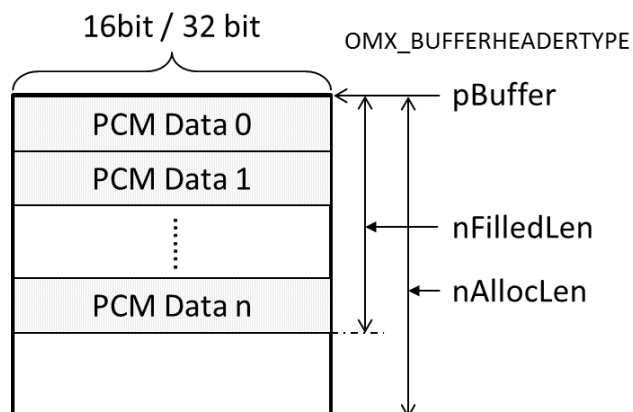 16bit / 32 bit
OMX_BUFFERHEADERTYPE
pBuffer
PCM Data 0
PCM Data 1
nFilledLen
nAllocLen
PCM Data n